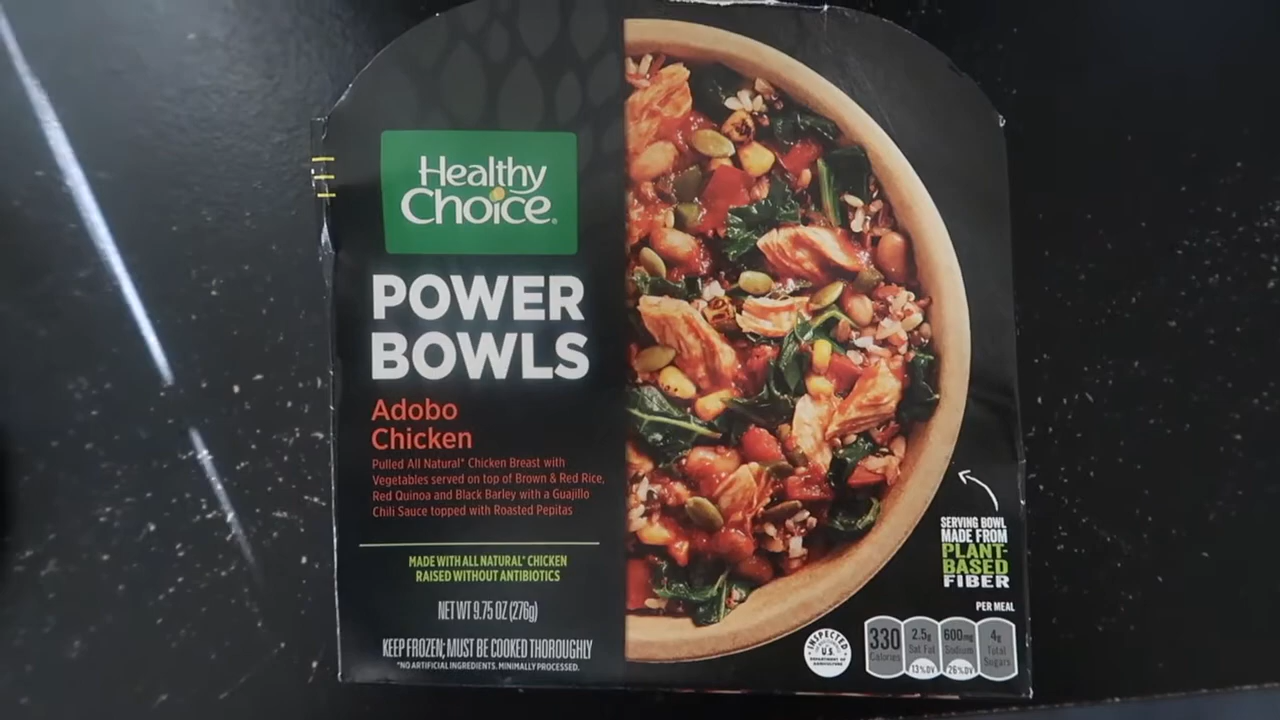 Healthy
Choice®
POWER
BOWLS
Adobo
Chicken
Pulled All Natural* Chicken Breast with
Vegetables served on top of Brown & Red Rice,
Red Quinoa and Black Barley with a Guajillo
Chili Sauce topped with Roasted Pepitas
MADE WITH ALL NATURAL* CHICKEN
RAISED WITHOUT ANTIBIOTICS
NET WT 9.75 OZ (276g)
KEEP FROZEN; MUST BE COOKED THOROUGHLY
*NO ARTIFICIAL INGREDIENTS. MINIMALLY PROCESSED.
SERVING BOWL
MADE FROM
PLANT-
BASED
FIBER
PER MEAL
INSPECTED
U.S.
DEPARTMENT OF
AGRICULTURE
330 2.5g 600mg 4g
Calories Sat Fat Sodium Total
Sugars
13% DV 26% DV